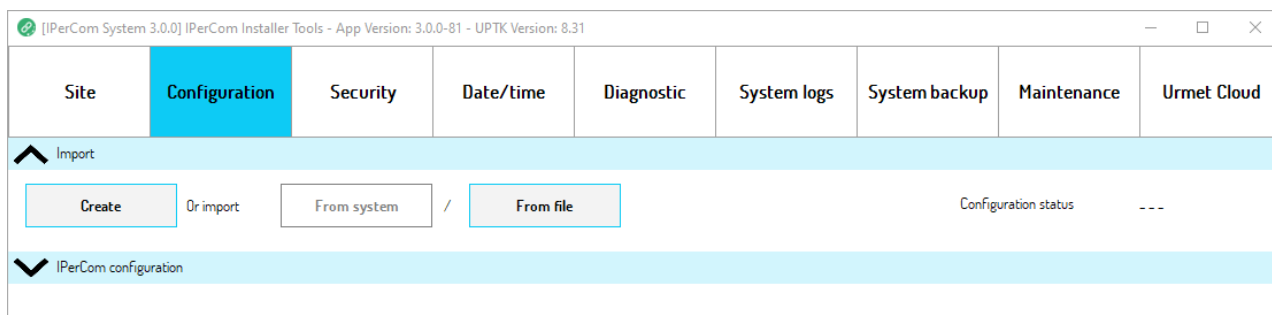 [IPerCom System 3.0.0] IPerCom Installer Tools - App Version: 3.0.0-81 - UPTK Version: 8.31
Site Configuration Security Date/time Diagnostic System logs System backup Maintenance Urmet Cloud
Import
Create Or import From system / From file Configuration status ---
IPerCom configuration